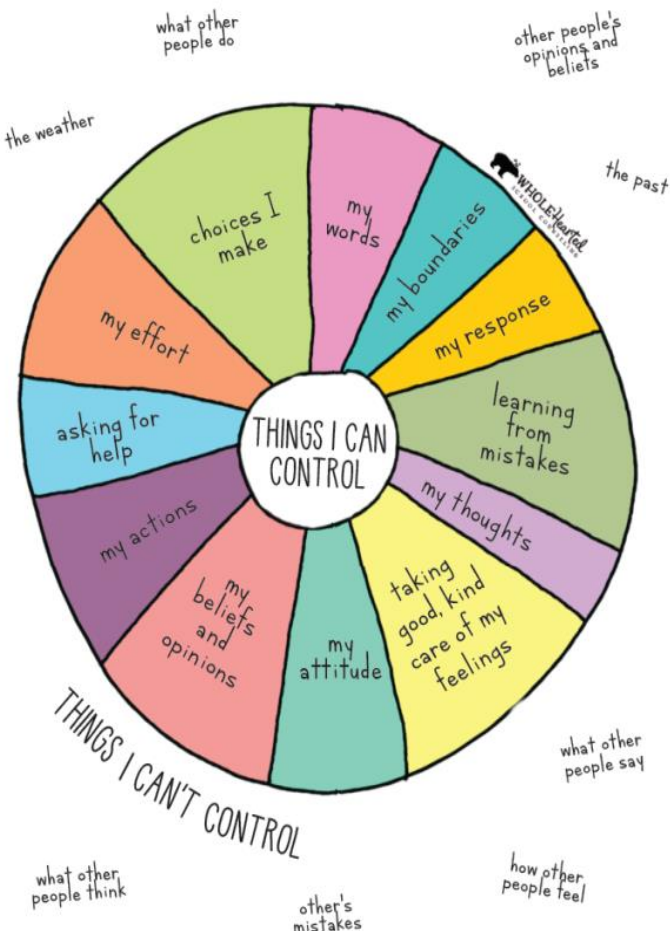 what other
people do
other people's
opinions and
beliefs
the weather
the past
WHOLEHearted
SCHOOL COUNSELING
choices I
make
my
words
my boundaries
my response
my effort
learning
from
mistakes
asking for
help
THINGS I CAN
CONTROL
my thoughts
my actions
taking
good, kind
care of my
feelings
my
beliefs
and
opinions
my
attitude
THINGS I CAN'T CONTROL
what other
people say
what other
people think
how other
people feel
other's
mistakes